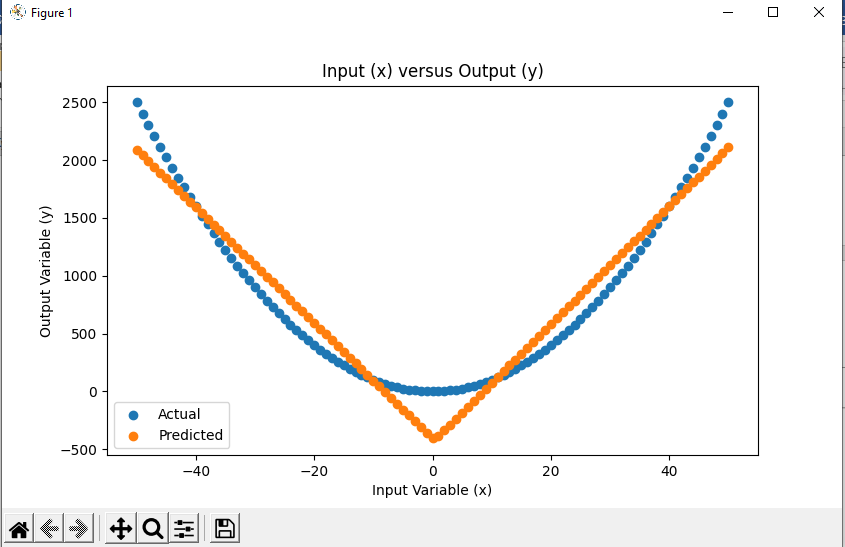 Figure 1
Input (x) versus Output (y)
Output Variable (y)
2500
2000
1500
1000
500
0
−500
Actual
Predicted
−40
−20
0
20
40
Input Variable (x)